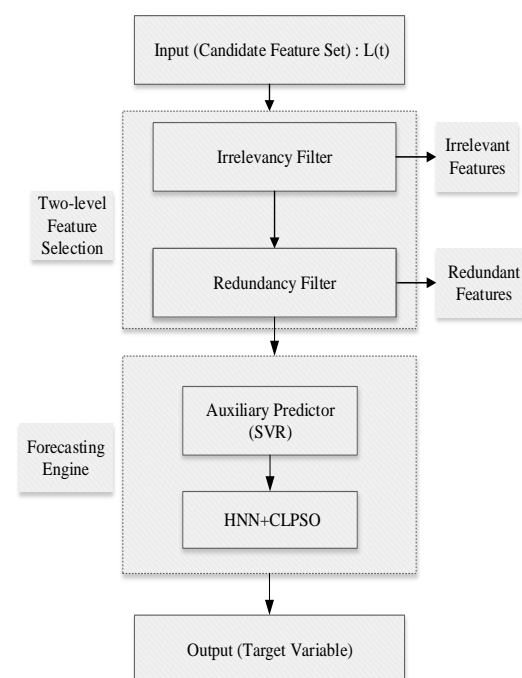 Input (Candidate Feature Set) : L(t)
Irrelevancy Filter
Irrelevant
Features
Two-level
Feature
Selection
Redundancy Filter
Redundant
Features
Auxiliary Predictor
(SVR)
Forecasting
Engine
HNN+CLPSO
Output (Target Variable)